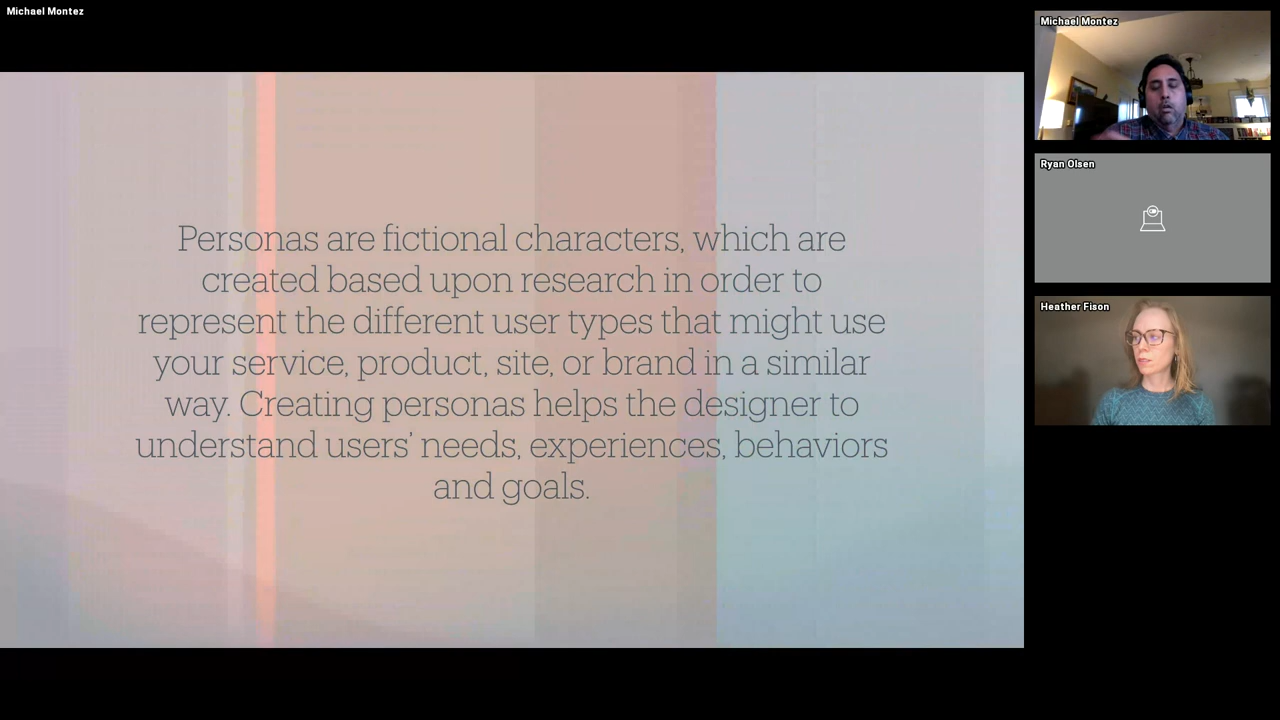 Michael Montez
Personas are fictional characters, which are
created based upon research in order to
represent the different user types that might use
your service, product, site, or brand in a similar
way. Creating personas helps the designer to
understand users’ needs, experiences, behaviors
and goals.
Michael Montez
Ryan Olsen
Heather Fison